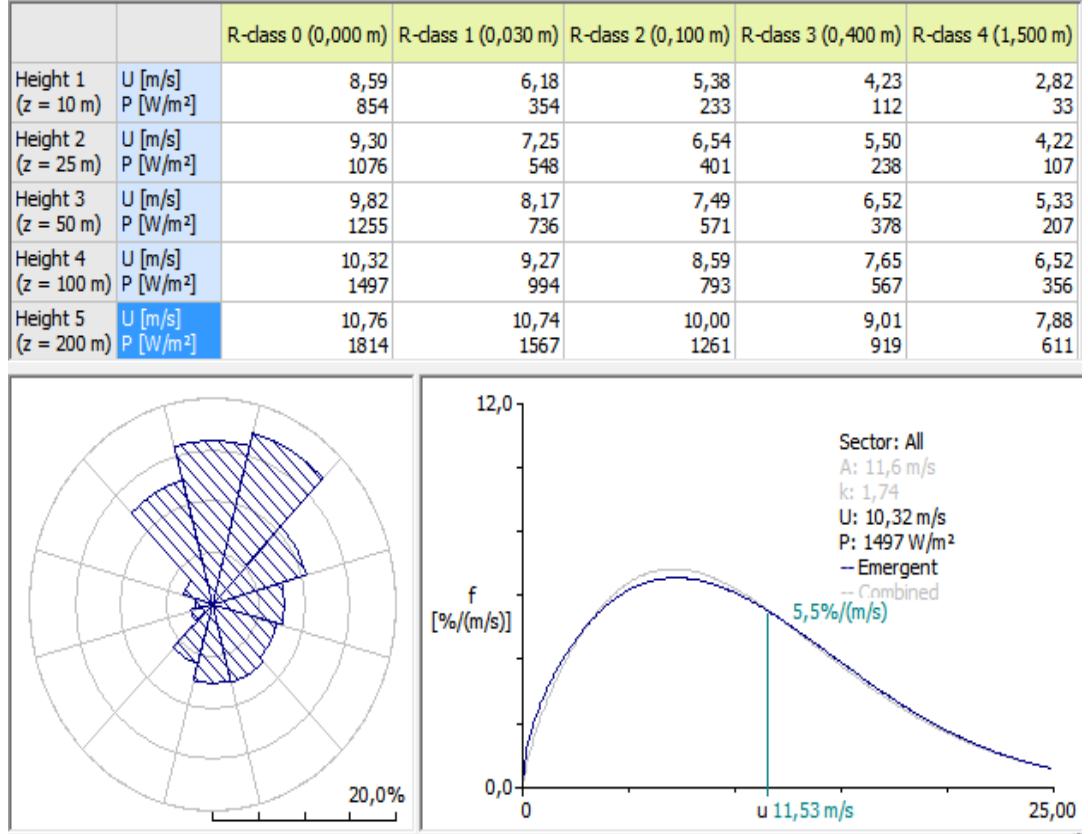 R-class 0 (0,000 m) R-class 1 (0,030 m) R-class 2 (0,100 m) R-class 3 (0,400 m) R-class 4 (1,500 m)
Height 1 U [m/s] 8,59 6,18 5,38 4,23 2,82
(z = 10 m) P [W/m²] 854 354 233 112 33
Height 2 U [m/s] 9,30 7,25 6,54 5,50 4,22
(z = 25 m) P [W/m²] 1076 548 401 238 107
Height 3 U [m/s] 9,82 8,17 7,49 6,52 5,33
(z = 50 m) P [W/m²] 1255 736 571 378 207
Height 4 U [m/s] 10,32 9,27 8,59 7,65 6,52
(z = 100 m) P [W/m²] 1497 994 793 567 356
Height 5 U [m/s] 10,76 10,74 10,00 9,01 7,88
(z = 200 m) P [W/m²] 1814 1567 1261 919 611
20,0%
12,0
Sector: All
A: 11,6 m/s
k: 1,74
U: 10,32 m/s
P: 1497 W/m²
-- Emergent
-- Combined
f
[%/(m/s)]
5,5%/(m/s)
0,0
0
u 11,53 m/s
25,00